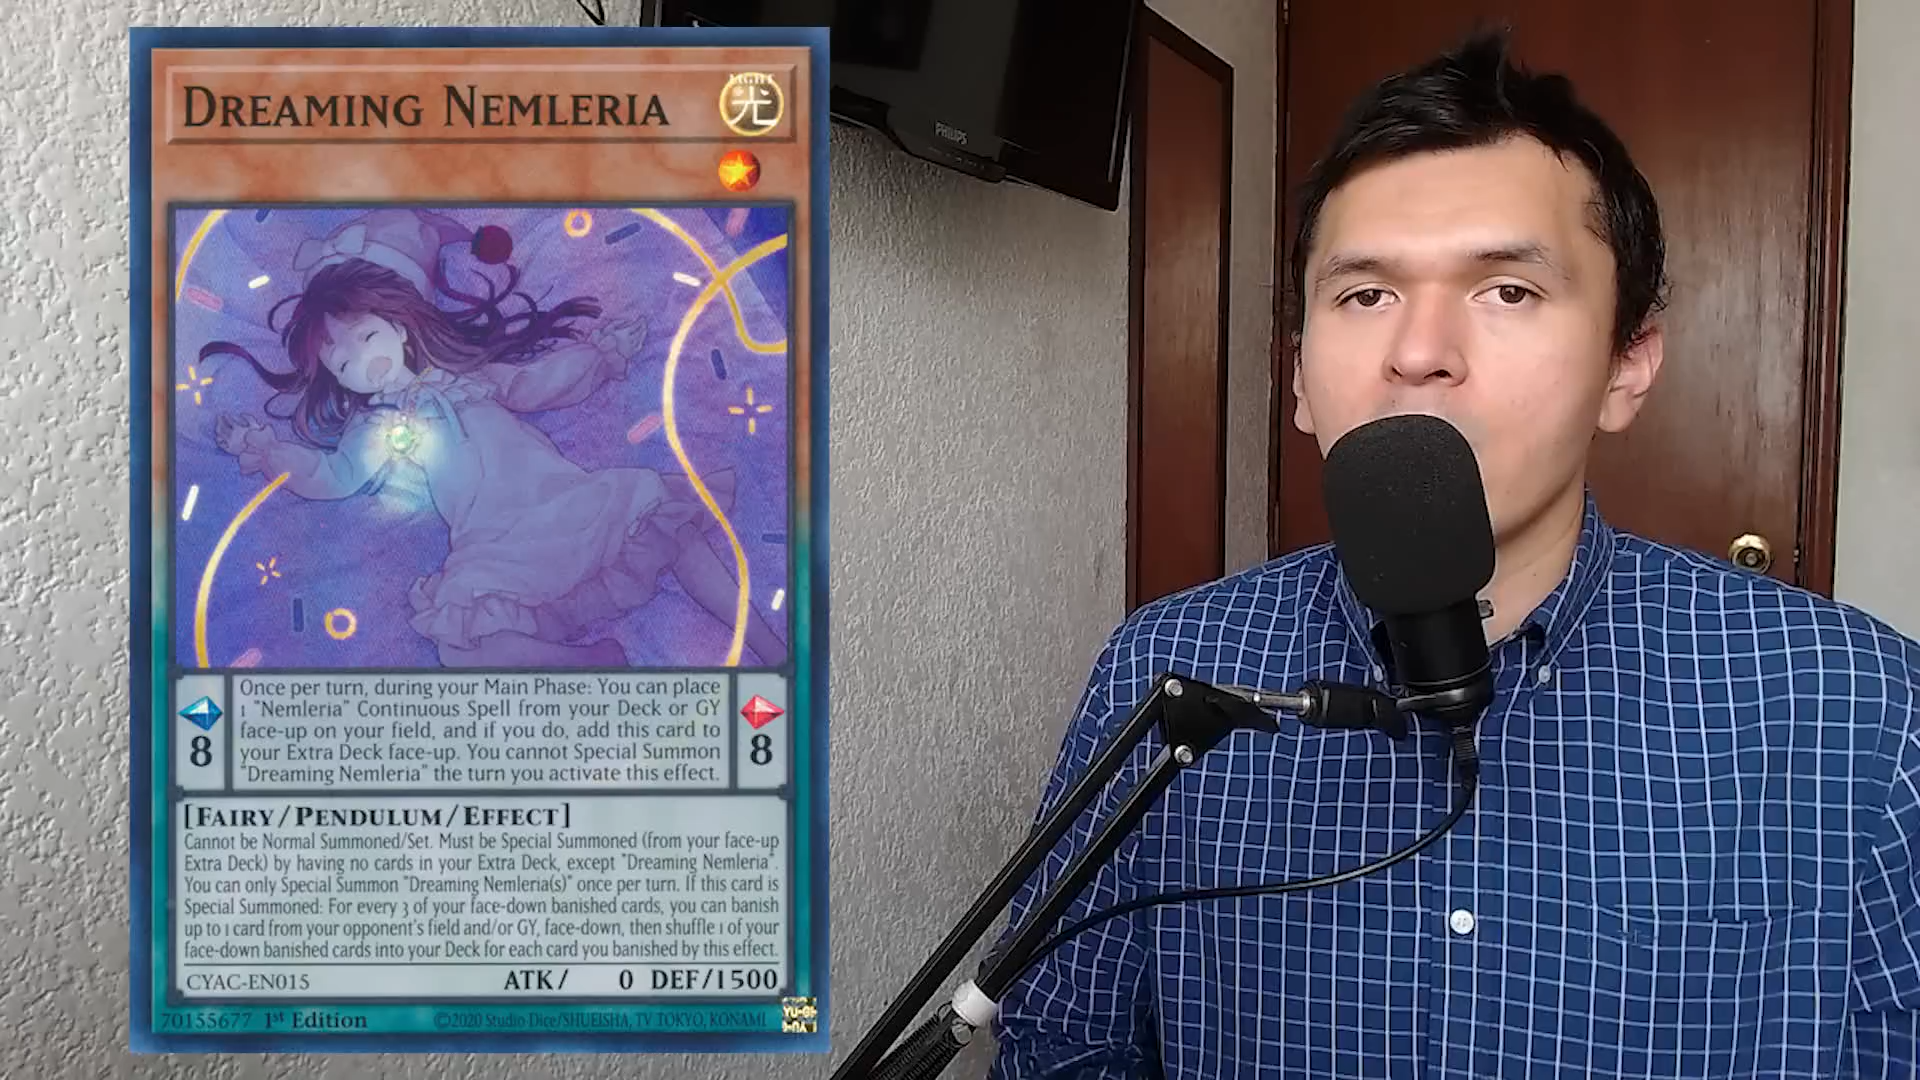 DREAMING NEMLERIA
LIGHT
光
PHILIPS
Once per turn, during your Main Phase: You can place
1 "Nemleria" Continuous Spell from your Deck or GY
face-up on your field, and if you do, add this card to
your Extra Deck face-up. You cannot Special Summon
"Dreaming Nemleria" the turn you activate this effect.
8
8
[FAIRY/PENDULUM/EFFECT]
Cannot be Normal Summoned/Set. Must be Special Summoned (from your face-up
Extra Deck) by having no cards in your Extra Deck, except "Dreaming Nemleria".
You can only Special Summon "Dreaming Nemleria(s)" once per turn. If this card is
Special Summoned: For every 3 of your face-down banished cards, you can banish
up to 1 card from your opponent's field and/or GY, face-down, then shuffle 1 of your
face-down banished cards into your Deck for each card you banished by this effect.
CYAC-EN015 ATK/ 0 DEF/1500
70155677 1st Edition ©2020 Studio Dice/SHUEISHA, TV TOKYO, KONAMI